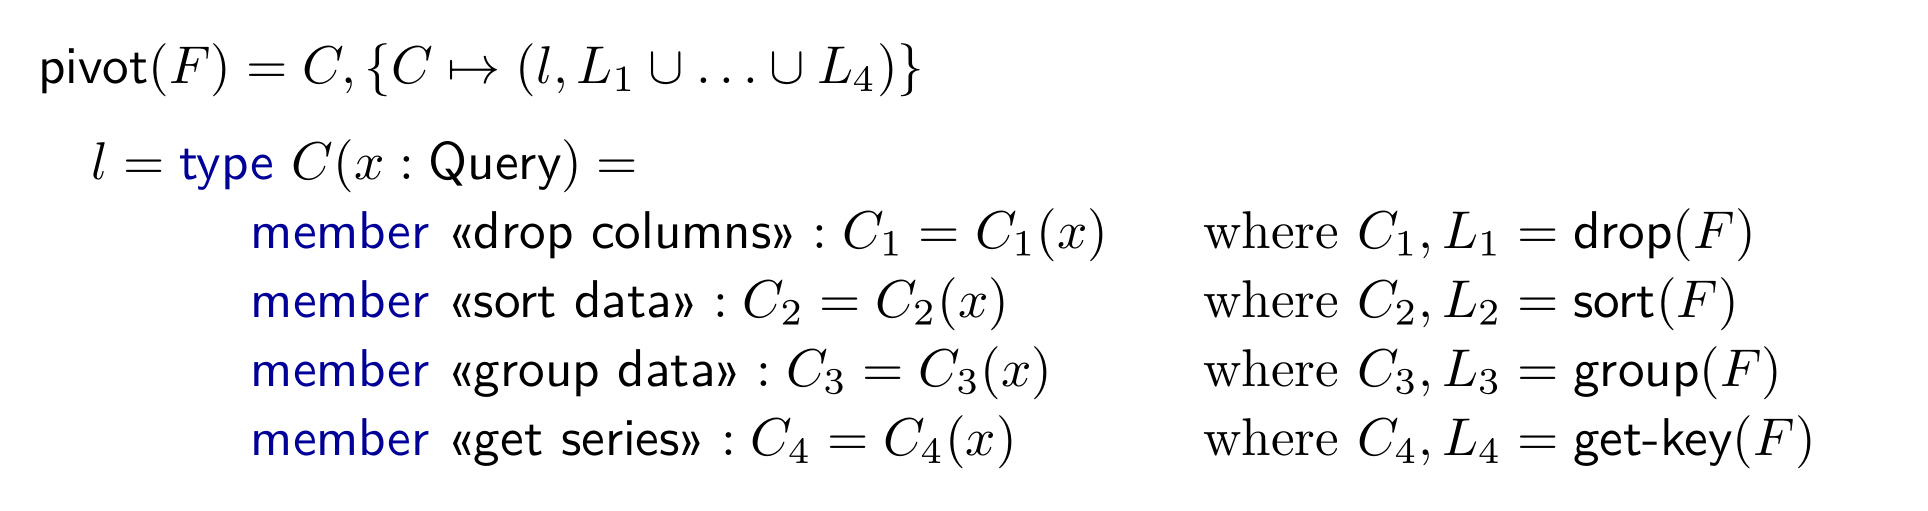 pivot(F) = C, {C ↦ (l, L₁ ∪ … ∪ L₄)}
l = type C(x : Query) =
member «drop columns» : C₁ = C₁(x) where C₁, L₁ = drop(F)
member «sort data» : C₂ = C₂(x) where C₂, L₂ = sort(F)
member «group data» : C₃ = C₃(x) where C₃, L₃ = group(F)
member «get series» : C₄ = C₄(x) where C₄, L₄ = get-key(F)